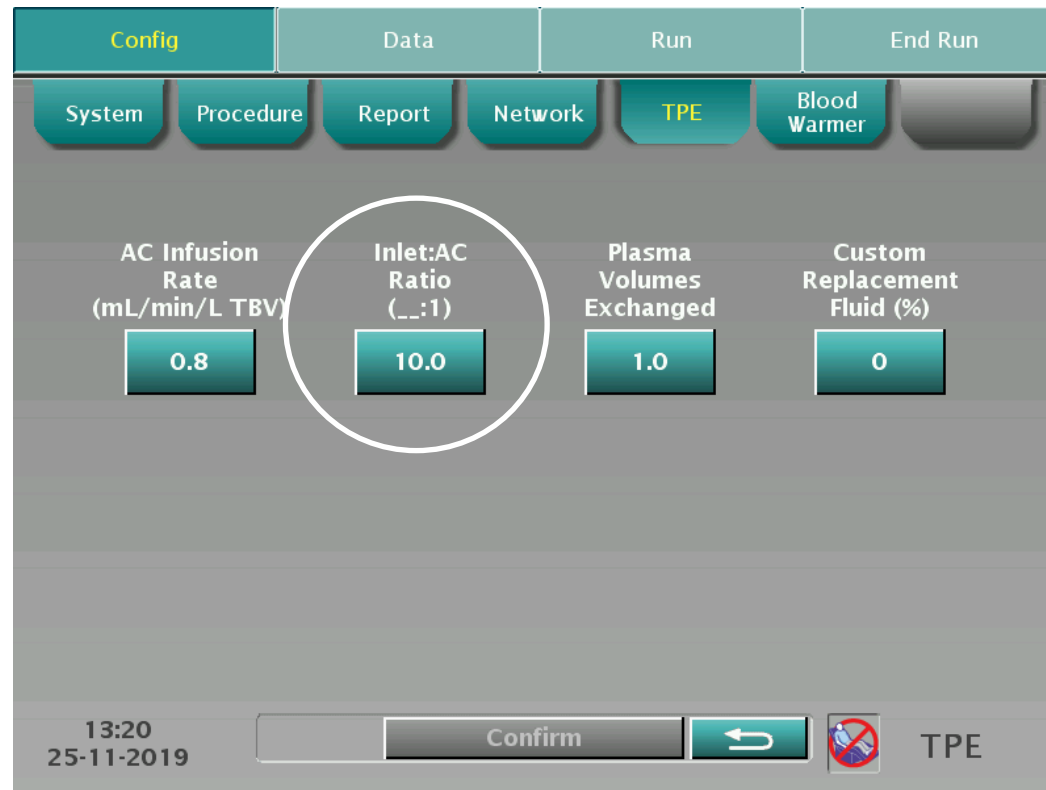 Config
Data
Run
End Run
System
Procedure
Report
Network
TPE
Blood
Warmer
AC Infusion
Rate
(mL/min/L TBV)
0.8
Inlet:AC
Ratio
(__:1)
10.0
Plasma
Volumes
Exchanged
1.0
Custom
Replacement
Fluid (%)
0
13:20
25-11-2019
Confirm
TPE